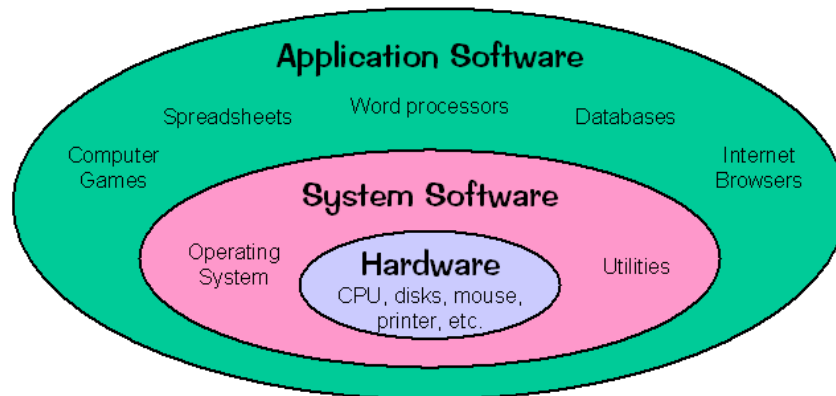 Application Software
Word processors
Spreadsheets
Databases
Computer
Games
Internet
Browsers
System Software
Operating
System
Utilities
Hardware
CPU, disks, mouse,
printer, etc.